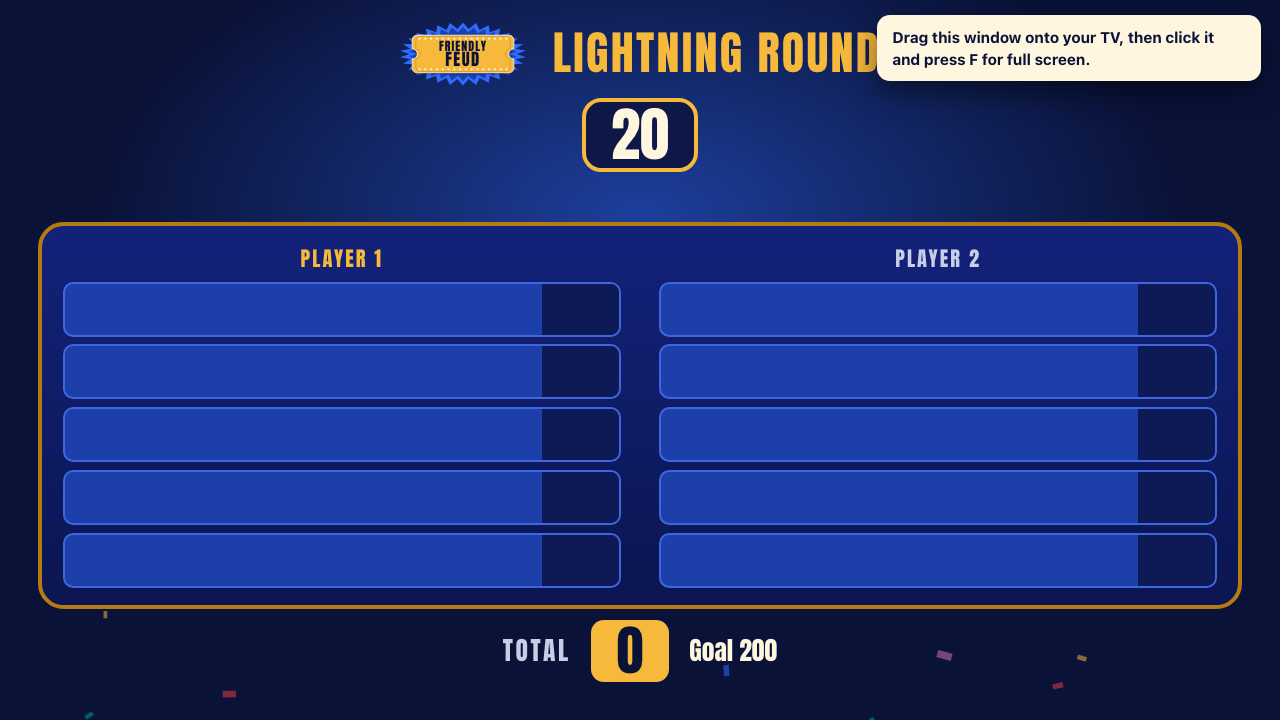 FRIENDLY
FEUD
LIGHTNING ROUND
Drag this window onto your TV, then click it
and press F for full screen.
20
PLAYER 1
PLAYER 2
TOTAL
0
Goal 200